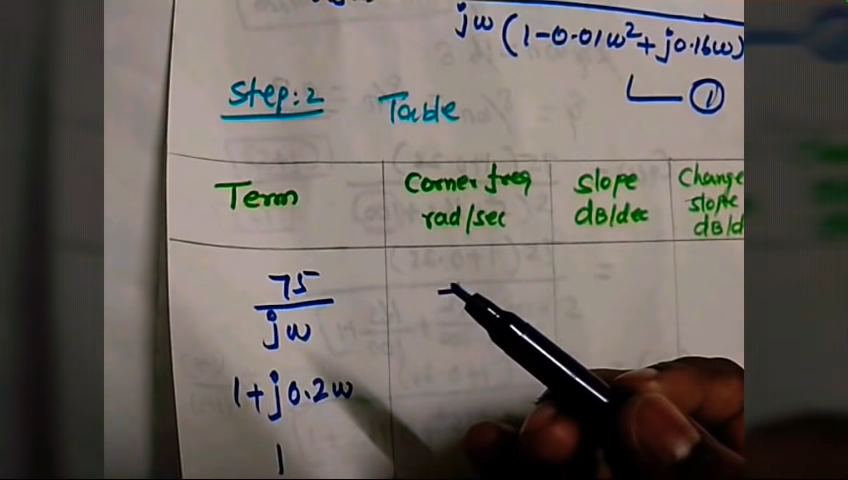 jω (1-0.01ω²+j0.16ω)
①
Step:2 Table
Term Corner freq rad/sec Slope dB/dec Change slope dB/d
75
jω
1+j0.2ω
1